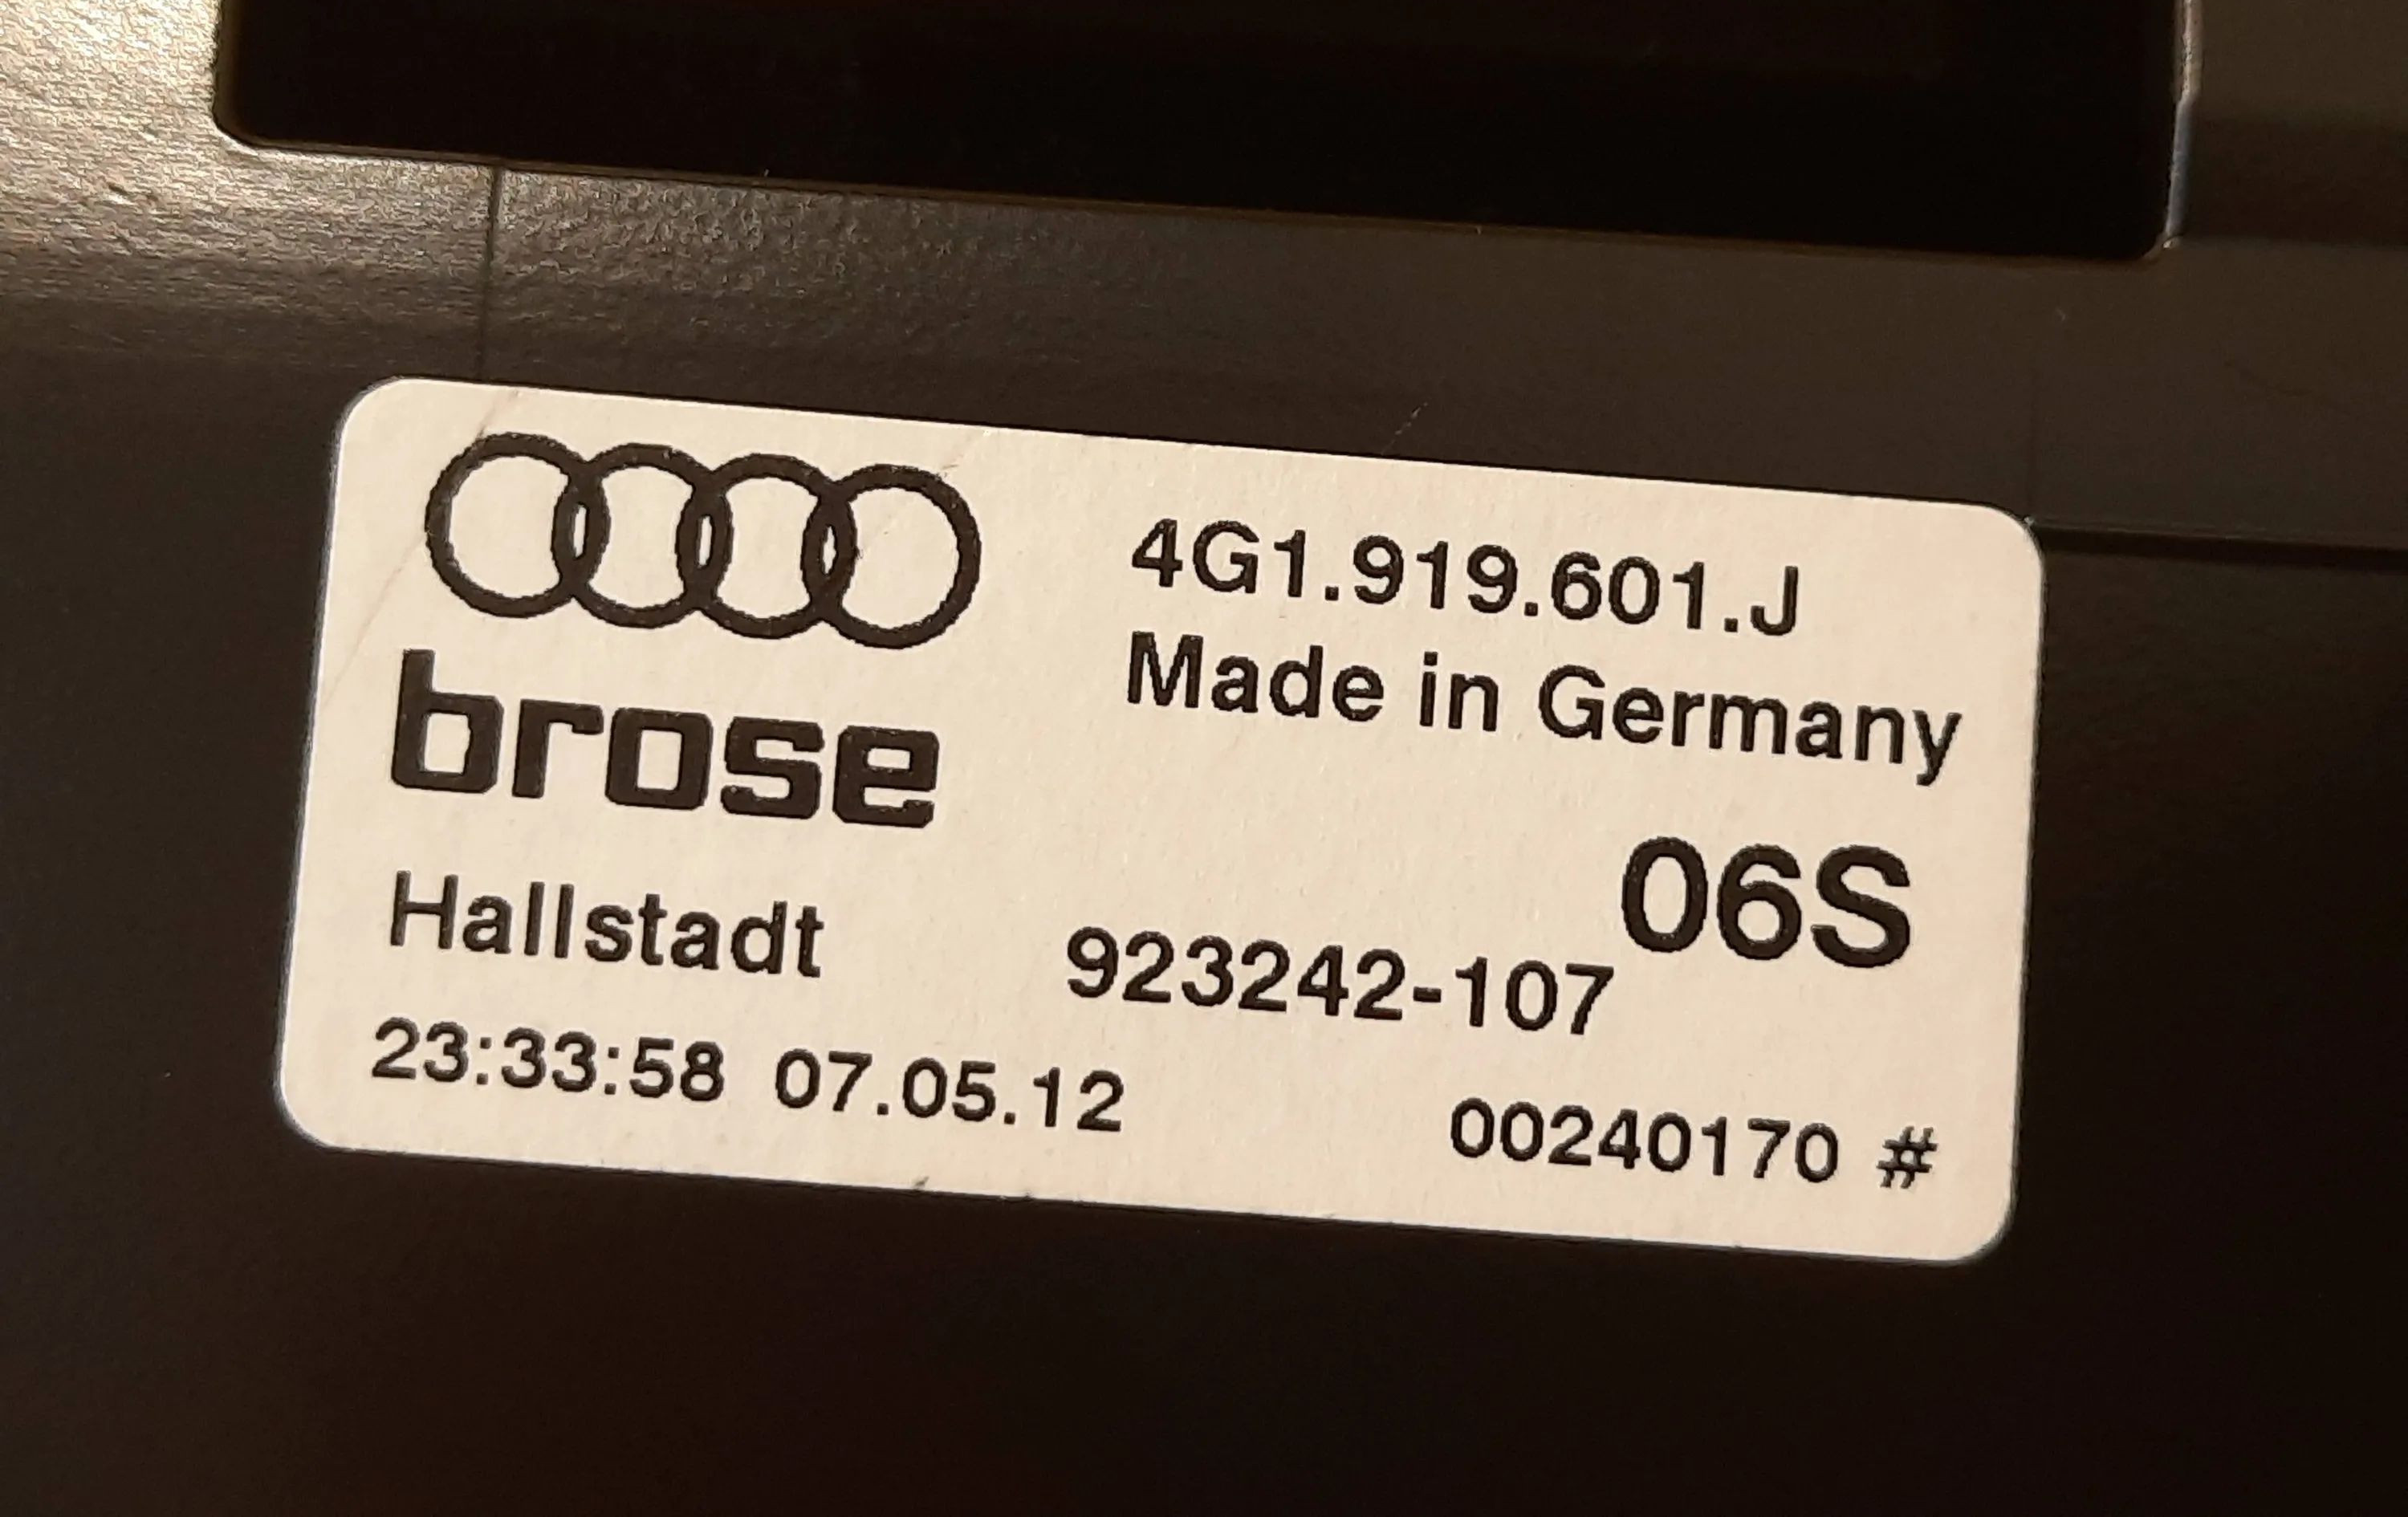 4G1.919.601.J
brose Made in Germany
06S
Hallstadt 923242-107
23:33:58 07.05.12 00240170 #